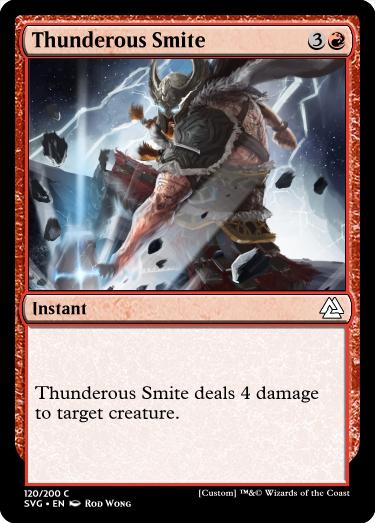 Thunderous Smite 3
Instant
Thunderous Smite deals 4 damage
to target creature.
120/200 C
SVG • EN Rod Wong
[Custom] ™&© Wizards of the Coast